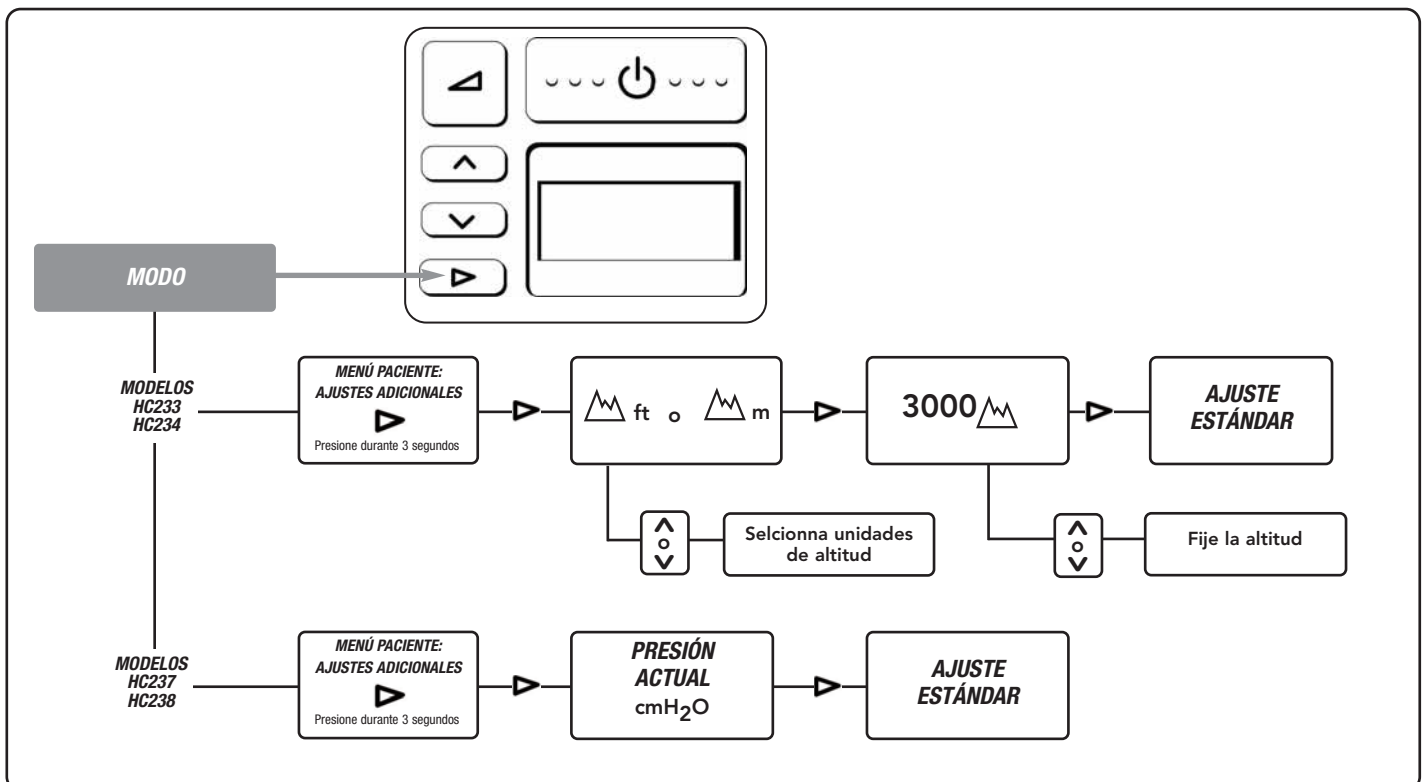 MODO
MODELOS
HC233
HC234
MENÚ PACIENTE:
AJUSTES ADICIONALES
Presione durante 3 segundos
ft o m
3000
AJUSTE
ESTÁNDAR
o
Selcionna unidades
de altitud
o
Fije la altitud
MODELOS
HC237
HC238
MENÚ PACIENTE:
AJUSTES ADICIONALES
Presione durante 3 segundos
PRESIÓN
ACTUAL
cmH₂O
AJUSTE
ESTÁNDAR